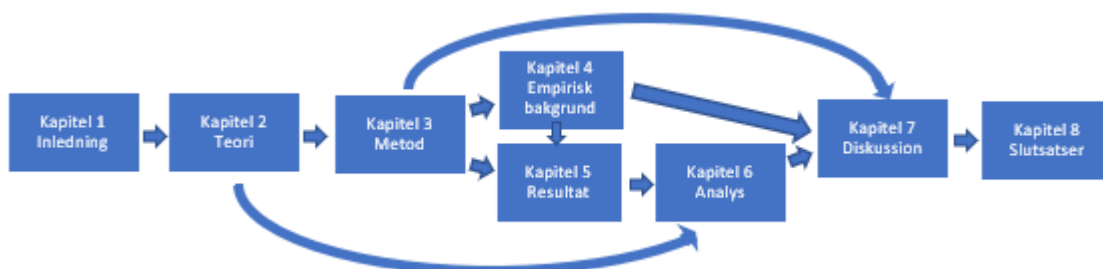 Kapitel 1
Inledning
Kapitel 2
Teori
Kapitel 3
Metod
Kapitel 4
Empirisk
bakgrund
Kapitel 5
Resultat
Kapitel 6
Analys
Kapitel 7
Diskussion
Kapitel 8
Slutsatser